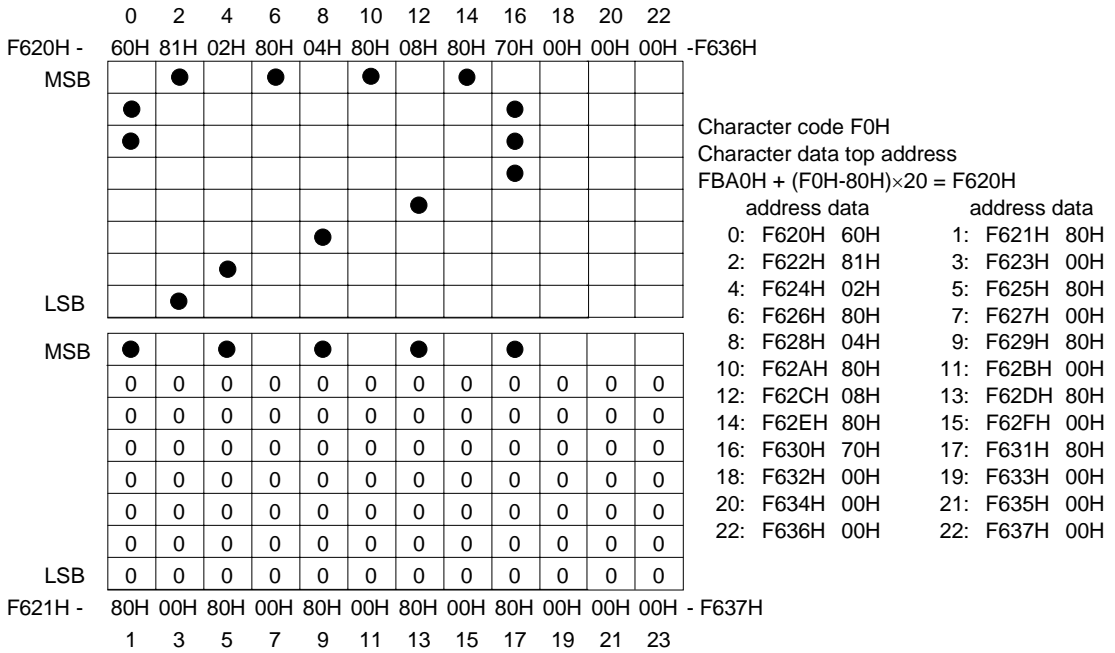 0 2 4 6 8 10 12 14 16 18 20 22
F620H - 60H 81H 02H 80H 04H 80H 08H 80H 70H 00H 00H 00H -F636H
MSB
LSB
MSB
0 0 0 0 0 0 0 0 0 0 0 0
0 0 0 0 0 0 0 0 0 0 0 0
0 0 0 0 0 0 0 0 0 0 0 0
0 0 0 0 0 0 0 0 0 0 0 0
0 0 0 0 0 0 0 0 0 0 0 0
0 0 0 0 0 0 0 0 0 0 0 0
LSB 0 0 0 0 0 0 0 0 0 0 0 0
F621H - 80H 00H 80H 00H 80H 00H 80H 00H 80H 00H 00H 00H - F637H
1 3 5 7 9 11 13 15 17 19 21 23
Character code F0H
Character data top address
FBA0H + (F0H-80H)×20 = F620H
address data address data
0: F620H 60H 1: F621H 80H
2: F622H 81H 3: F623H 00H
4: F624H 02H 5: F625H 80H
6: F626H 80H 7: F627H 00H
8: F628H 04H 9: F629H 80H
10: F62AH 80H 11: F62BH 00H
12: F62CH 08H 13: F62DH 80H
14: F62EH 80H 15: F62FH 00H
16: F630H 70H 17: F631H 80H
18: F632H 00H 19: F633H 00H
20: F634H 00H 21: F635H 00H
22: F636H 00H 22: F637H 00H